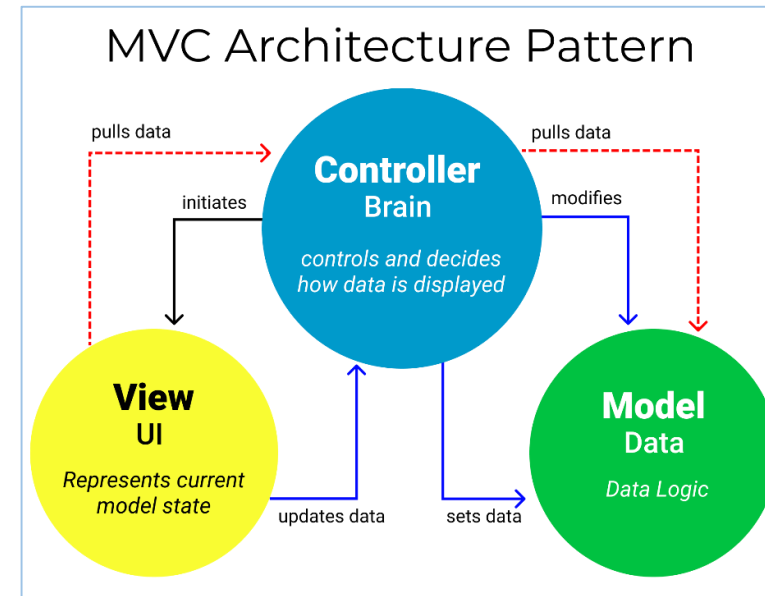 MVC Architecture Pattern
pulls data
pulls data
Controller
Brain
controls and decides
how data is displayed
initiates
modifies
View
UI
Represents current
model state
Model
Data
Data Logic
updates data
sets data